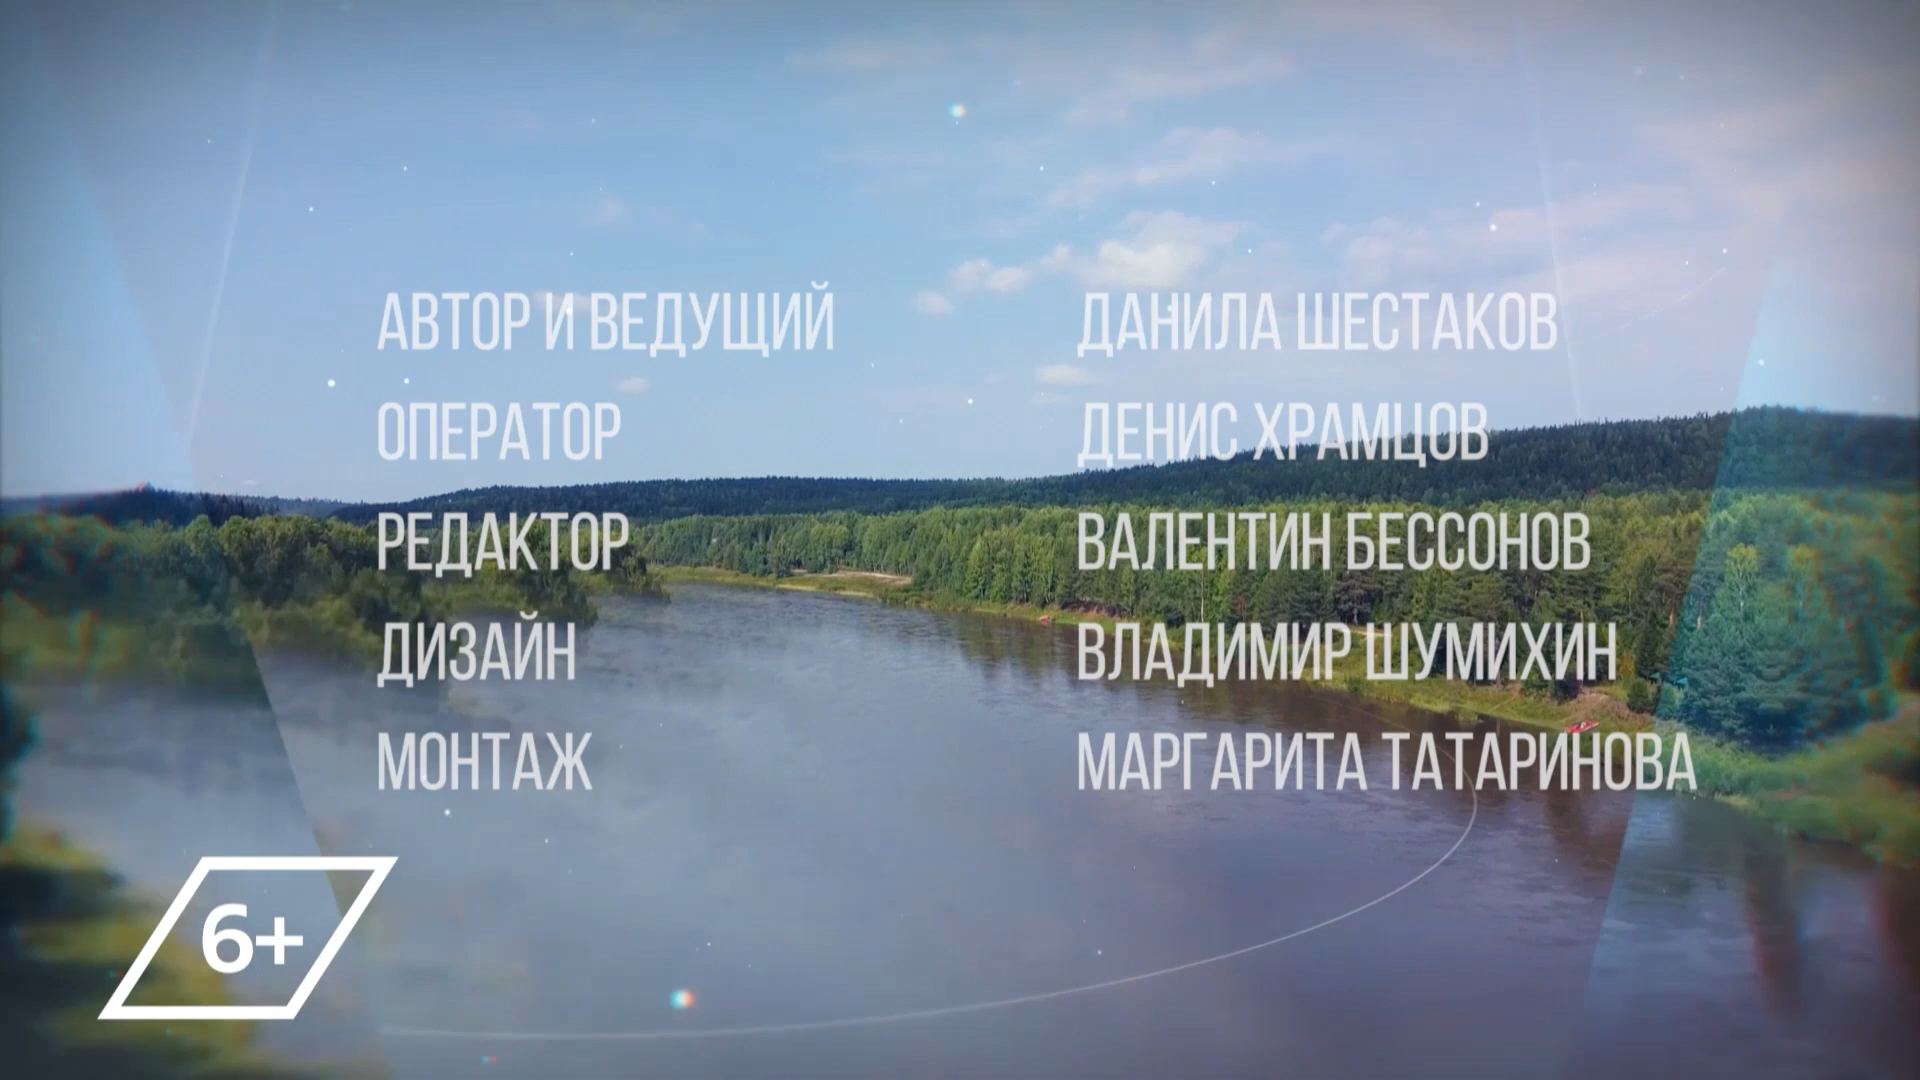 АВТОР И ВЕДУЩИЙ ДАНИЛА ШЕСТАКОВ
ОПЕРАТОР ДЕНИС ХРАМЦОВ
РЕДАКТОР ВАЛЕНТИН БЕССОНОВ
ДИЗАЙН ВЛАДИМИР ШУМИХИН
МОНТАЖ МАРГАРИТА ТАТАРИНОВА
6+